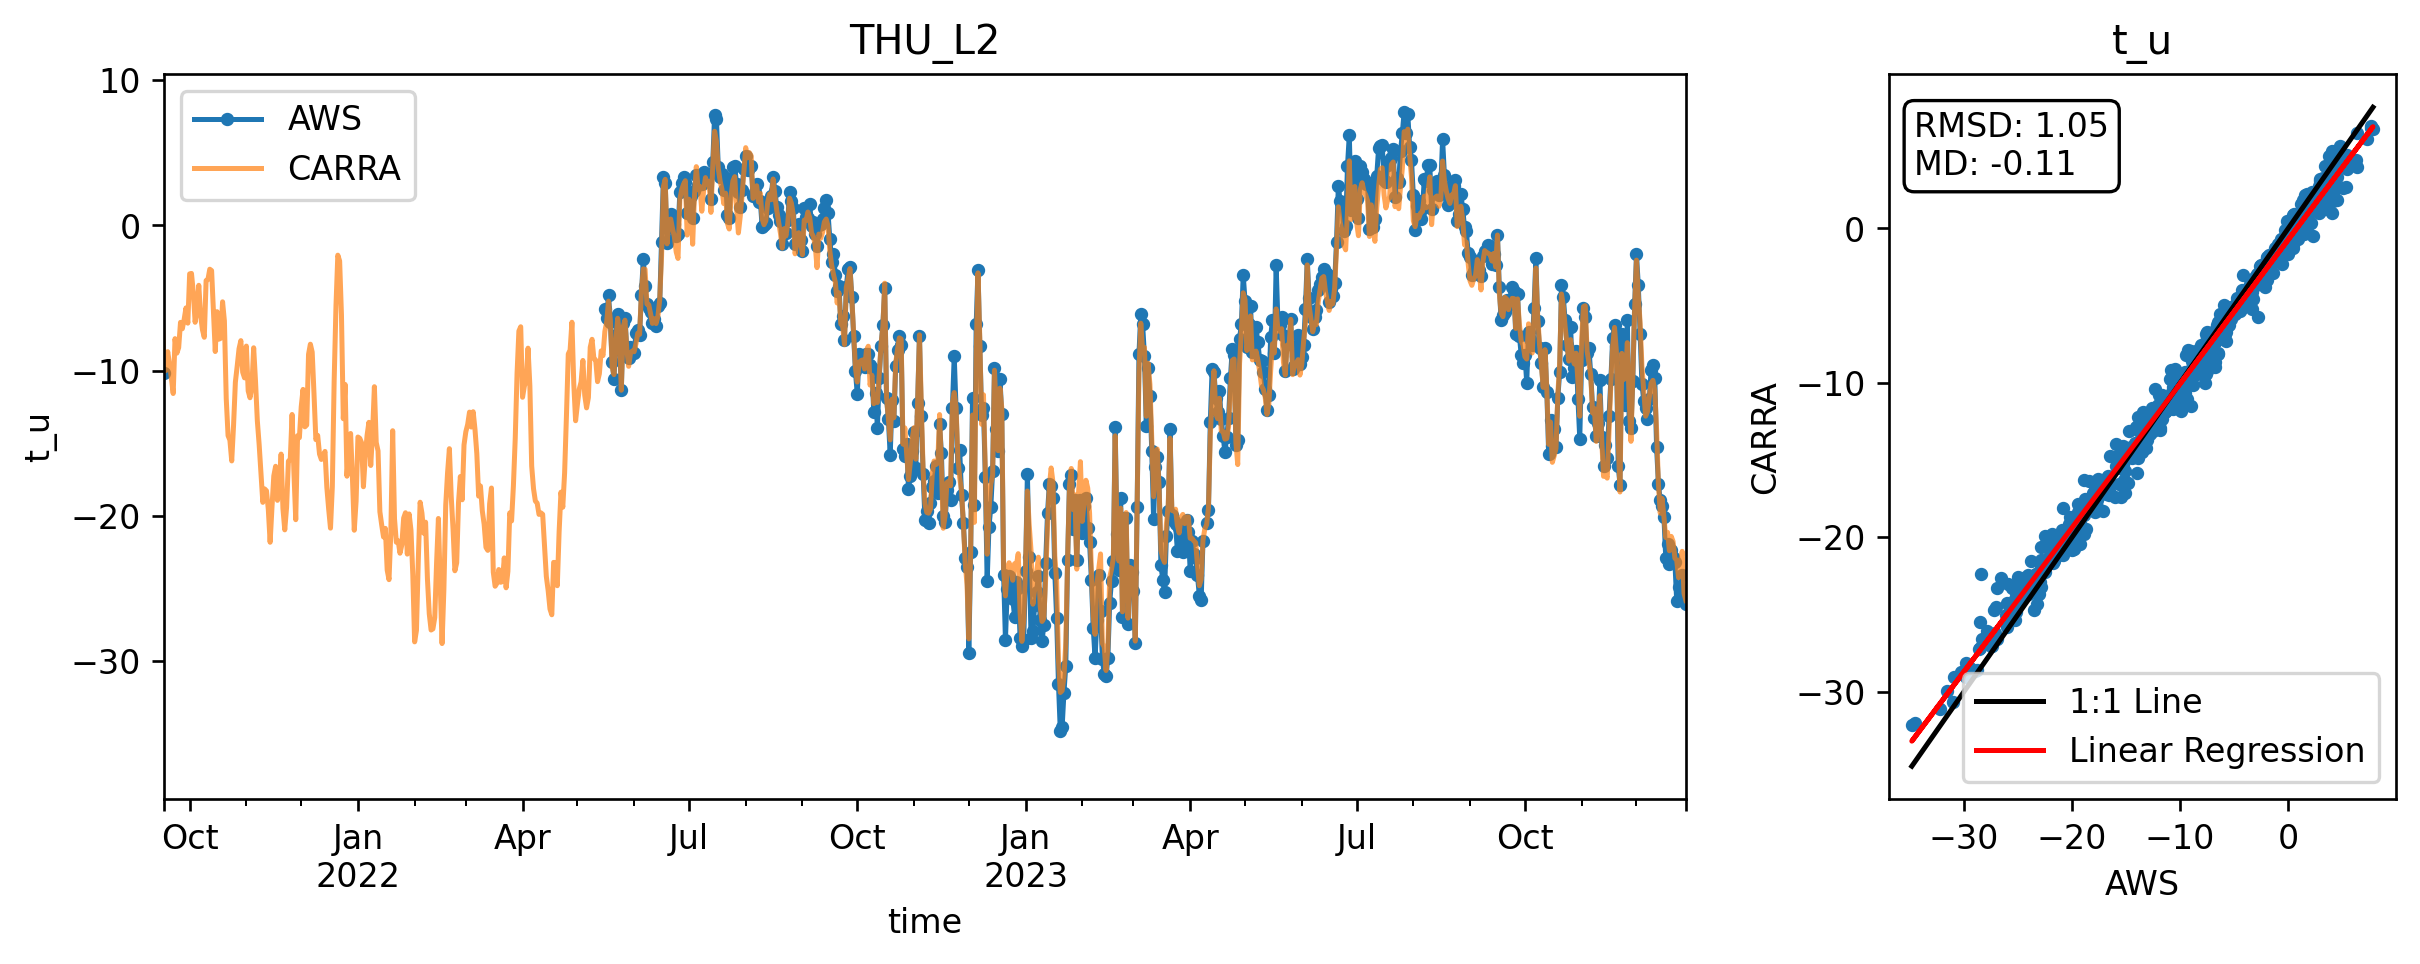 THU_L2
10
0
−10
−20
−30
t_u
AWS
CARRA
Oct
Jan
2022
Apr
Jul
Oct
Jan
2023
Apr
Jul
Oct
time
t_u
RMSD: 1.05
MD: -0.11
0
−10
−20
−30
CARRA
1:1 Line
Linear Regression
−30
−20
−10
0
AWS